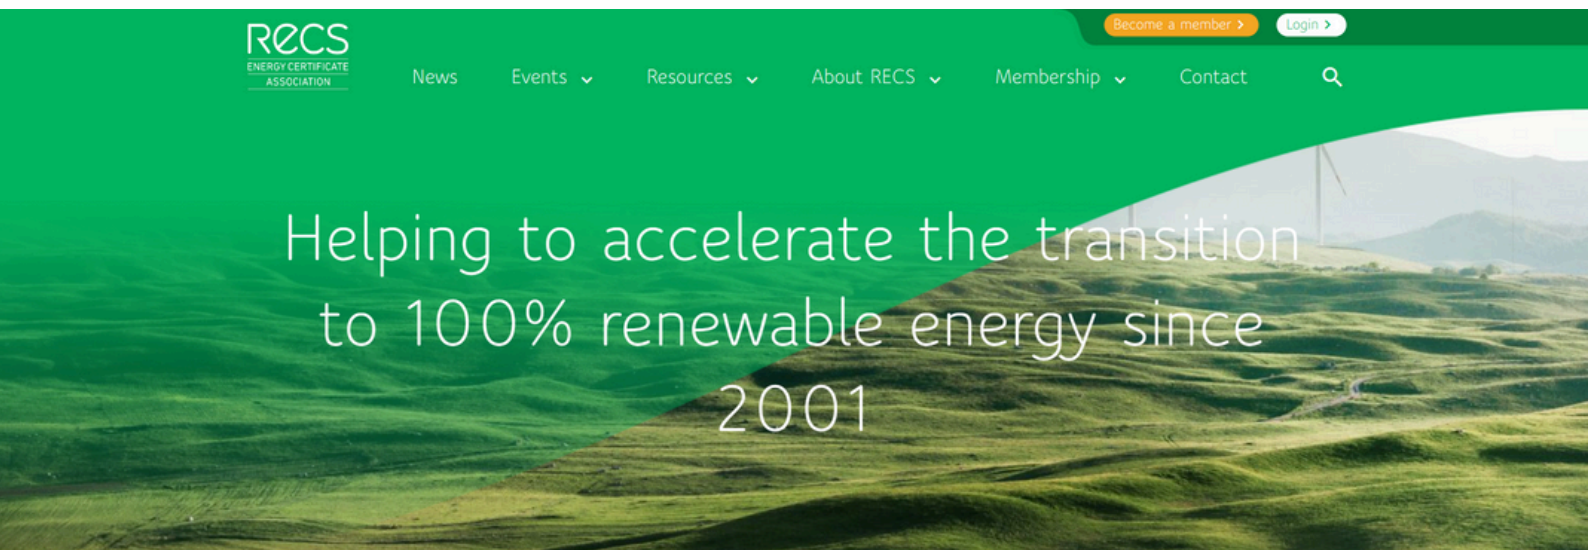 Become a member >
Login >
RECS
ENERGY CERTIFICATE
ASSOCIATION
News
Events
Resources
About RECS
Membership
Contact
Helping to accelerate the transition
to 100% renewable energy since
2001